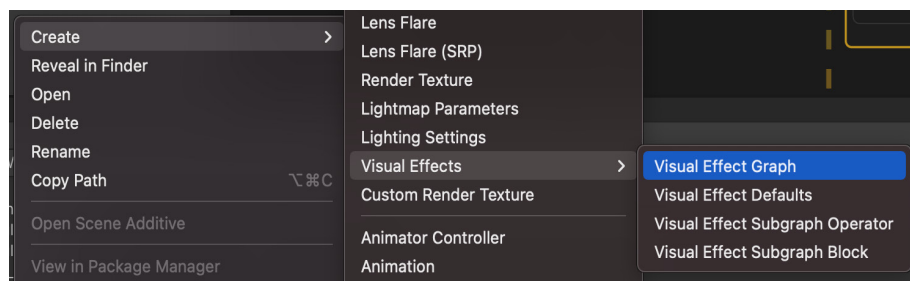 Create >
Reveal in Finder
Open
Delete
Rename
Copy Path ⌥⌘C
Open Scene Additive
View in Package Manager
Lens Flare
Lens Flare (SRP)
Render Texture
Lightmap Parameters
Lighting Settings
Visual Effects >
Custom Render Texture
Animator Controller
Animation
Visual Effect Graph
Visual Effect Defaults
Visual Effect Subgraph Operator
Visual Effect Subgraph Block